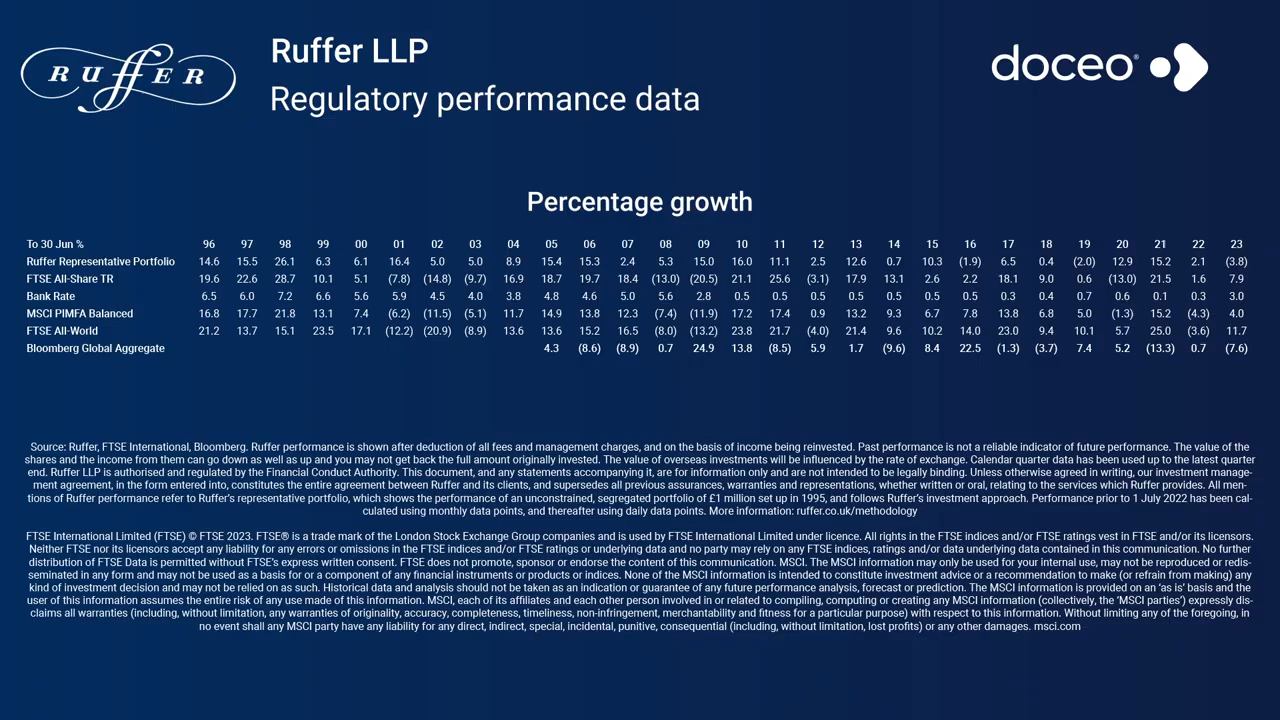 RUffER
Ruffer LLP
Regulatory performance data
doceo®
Percentage growth
To 30 Jun % 96 97 98 99 00 01 02 03 04 05 06 07 08 09 10 11 12 13 14 15 16 17 18 19 20 21 22 23
Ruffer Representative Portfolio 14.6 15.5 26.1 6.3 6.1 16.4 5.0 5.0 8.9 15.4 15.3 2.4 5.3 15.0 16.0 11.1 2.5 12.6 0.7 10.3 (1.9) 6.5 0.4 (2.0) 12.9 15.2 2.1 (3.8)
FTSE All-Share TR 19.6 22.6 28.7 10.1 5.1 (7.8) (14.8) (9.7) 16.9 18.7 19.7 18.4 (13.0) (20.5) 21.1 25.6 (3.1) 17.9 13.1 2.6 2.2 18.1 9.0 0.6 (13.0) 21.5 1.6 7.9
Bank Rate 6.5 6.0 7.2 6.6 5.6 5.9 4.5 4.0 3.8 4.8 4.6 5.0 5.6 2.8 0.5 0.5 0.5 0.5 0.5 0.5 0.5 0.3 0.4 0.7 0.6 0.1 0.3 3.0
MSCI PIMFA Balanced 16.8 17.7 21.8 13.1 7.4 (6.2) (11.5) (5.1) 11.7 14.9 13.8 12.3 (7.4) (11.9) 17.2 17.4 0.9 13.2 9.3 6.7 7.8 13.8 6.8 5.0 (1.3) 15.2 (4.3) 4.0
FTSE All-World 21.2 13.7 15.1 23.5 17.1 (12.2) (20.9) (8.9) 13.6 13.6 15.2 16.5 (8.0) (13.2) 23.8 21.7 (4.0) 21.4 9.6 10.2 14.0 23.0 9.4 10.1 5.7 25.0 (3.6) 11.7
Bloomberg Global Aggregate 4.3 (8.6) (8.9) 0.7 24.9 13.8 (8.5) 5.9 1.7 (9.6) 8.4 22.5 (1.3) (3.7) 7.4 5.2 (13.3) 0.7 (7.6)
Source: Ruffer, FTSE International, Bloomberg. Ruffer performance is shown after deduction of all fees and management charges, and on the basis of income being reinvested. Past performance is not a reliable indicator of future performance. The value of the
shares and the income from them can go down as well as up and you may not get back the full amount originally invested. The value of overseas investments will be influenced by the rate of exchange. Calendar quarter data has been used up to the latest quarter
end. Ruffer LLP is authorised and regulated by the Financial Conduct Authority. This document, and any statements accompanying it, are for information only and are not intended to be legally binding. Unless otherwise agreed in writing, our investment manage-
ment agreement, in the form entered into, constitutes the entire agreement between Ruffer and its clients, and supersedes all previous assurances, warranties and representations, whether written or oral, relating to the services which Ruffer provides. All men-
tions of Ruffer performance refer to Ruffer's representative portfolio, which shows the performance of an unconstrained, segregated portfolio of £1 million set up in 1995, and follows Ruffer's investment approach. Performance prior to 1 July 2022 has been cal-
culated using monthly data points, and thereafter using daily data points. More information: ruffer.co.uk/methodology
FTSE International Limited (FTSE) © FTSE 2023. FTSE® is a trade mark of the London Stock Exchange Group companies and is used by FTSE International Limited under licence. All rights in the FTSE indices and/or FTSE ratings vest in FTSE and/or its licensors.
Neither FTSE nor its licensors accept any liability for any errors or omissions in the FTSE indices and/or FTSE ratings or underlying data and no party may rely on any FTSE indices, ratings and/or data underlying data contained in this communication. No further
distribution of FTSE Data is permitted without FTSE's express written consent. FTSE does not promote, sponsor or endorse the content of this communication. MSCI. The MSCI information may only be used for your internal use, may not be reproduced or redis-
seminated in any form and may not be used as a basis for or a component of any financial instruments or products or indices. None of the MSCI information is intended to constitute investment advice or a recommendation to make (or refrain from making) any
kind of investment decision and may not be relied on as such. Historical data and analysis should not be taken as an indication or guarantee of any future performance analysis, forecast or prediction. The MSCI information is provided on an 'as is' basis and the
user of this information assumes the entire risk of any use made of this information. MSCI, each of its affiliates and each other person involved in or related to compiling, computing or creating any MSCI information (collectively, the 'MSCI parties') expressly dis-
claims all warranties (including, without limitation, any warranties of originality, accuracy, completeness, timeliness, non-infringement, merchantability and fitness for a particular purpose) with respect to this information. Without limiting any of the foregoing, in
no event shall any MSCI party have any liability for any direct, indirect, special, incidental, punitive, consequential (including, without limitation, lost profits) or any other damages. msci.com